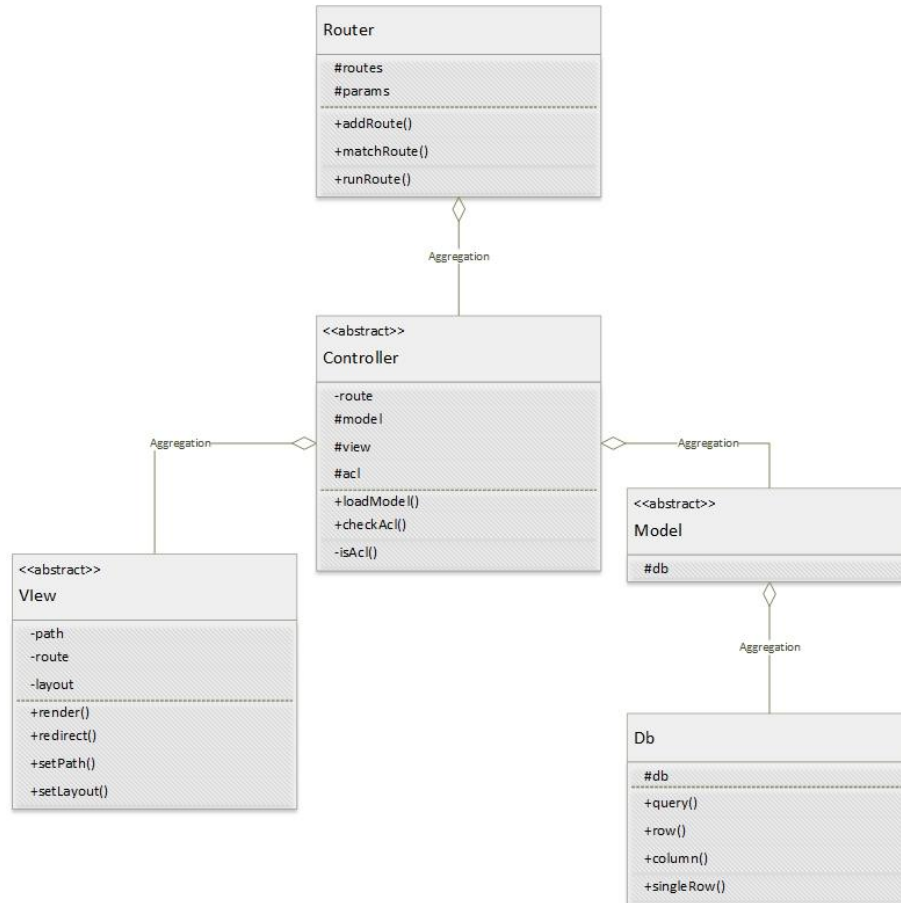 Router
#routes
#params
+addRoute()
+matchRoute()
+runRoute()
Aggregation
<<abstract>>
Controller
-route
#model
#view
#acl
+loadModel()
+checkAcl()
-isAcl()
Aggregation
Aggregation
<<abstract>>
VIew
-path
-route
-layout
+render()
+redirect()
+setPath()
+setLayout()
<<abstract>>
Model
#db
Aggregation
Db
#db
+query()
+row()
+column()
+singleRow()